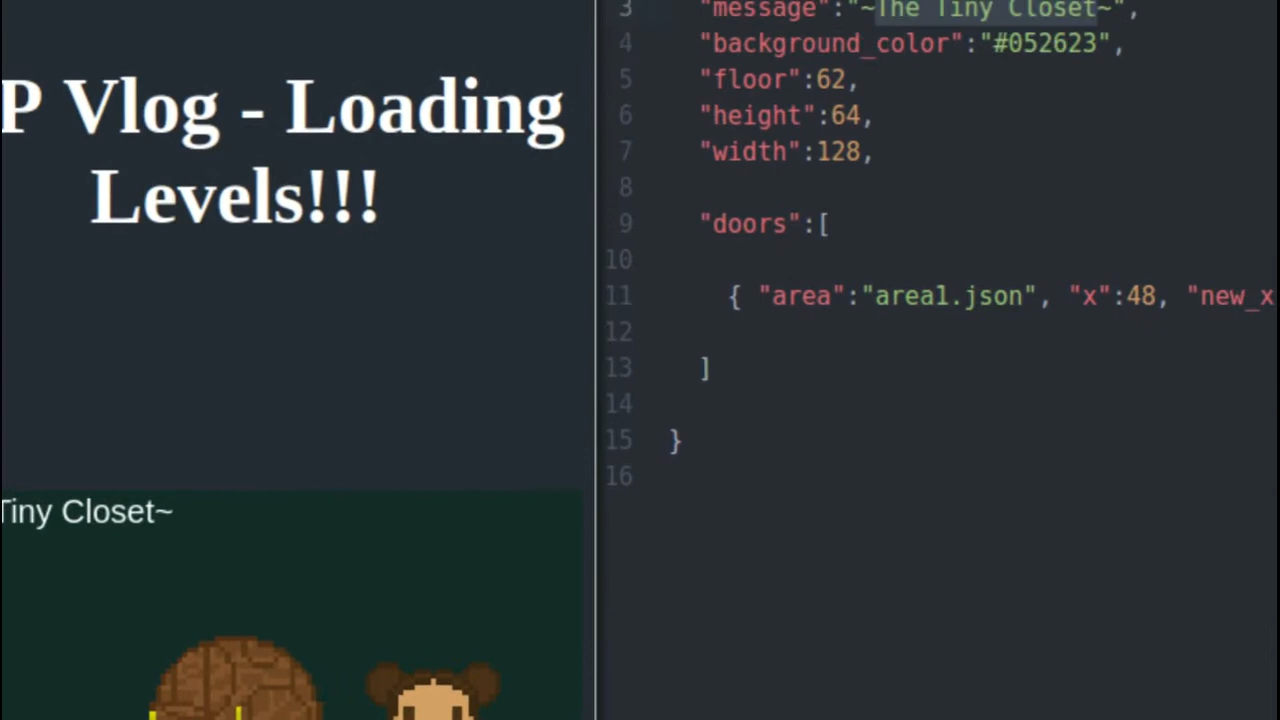 P Vlog - Loading
Levels!!!
Tiny Closet~
3 "message":"~The Tiny Closet~",
4 "background_color":"#052623",
5 "floor":62,
6 "height":64,
7 "width":128,
8
9 "doors":[
10
11 { "area":"area1.json", "x":48, "new_x
12
13 ]
14
15 }
16